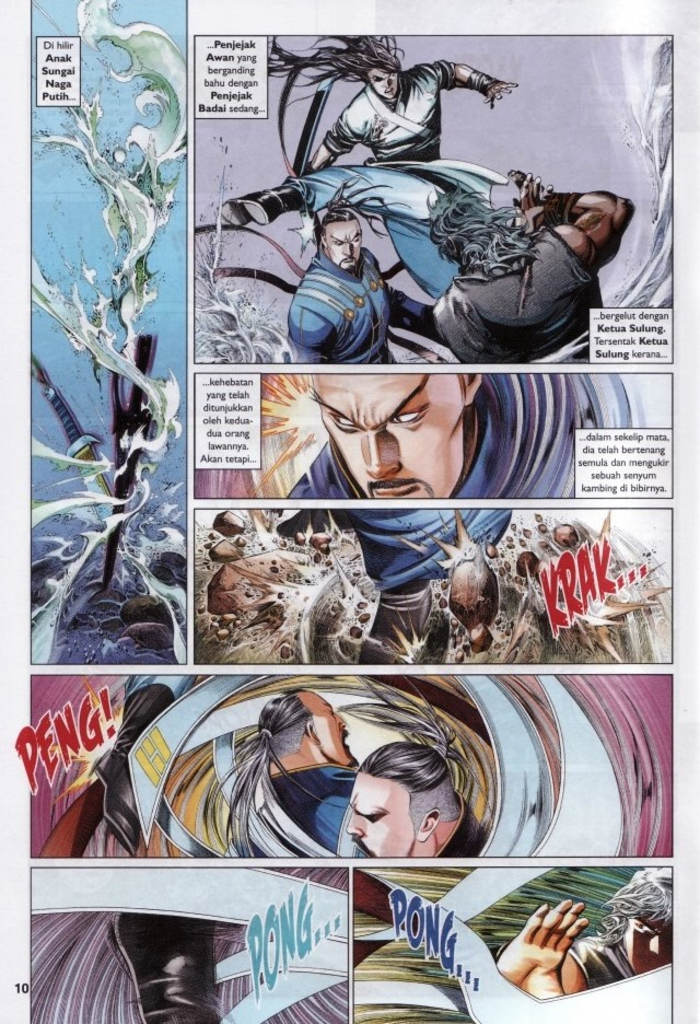 Di hilir
Anak
Sungai
Naga
Putih...
...Penjejak
Awan yang
berganding
bahu dengan
Penjejak
Badai sedang...
...bergelut dengan
Ketua Sulung.
Tersentak Ketua
Sulung kerana...
...kehebatan
yang telah
ditunjukkan
oleh kedua-
dua orang
lawannya.
Akan tetapi...
...dalam sekelip mata,
dia telah bertenang
semula dan mengukir
sebuah senyum
kambing di bibirnya.
KRAK...
PENG!
PONG...
PONG...
10